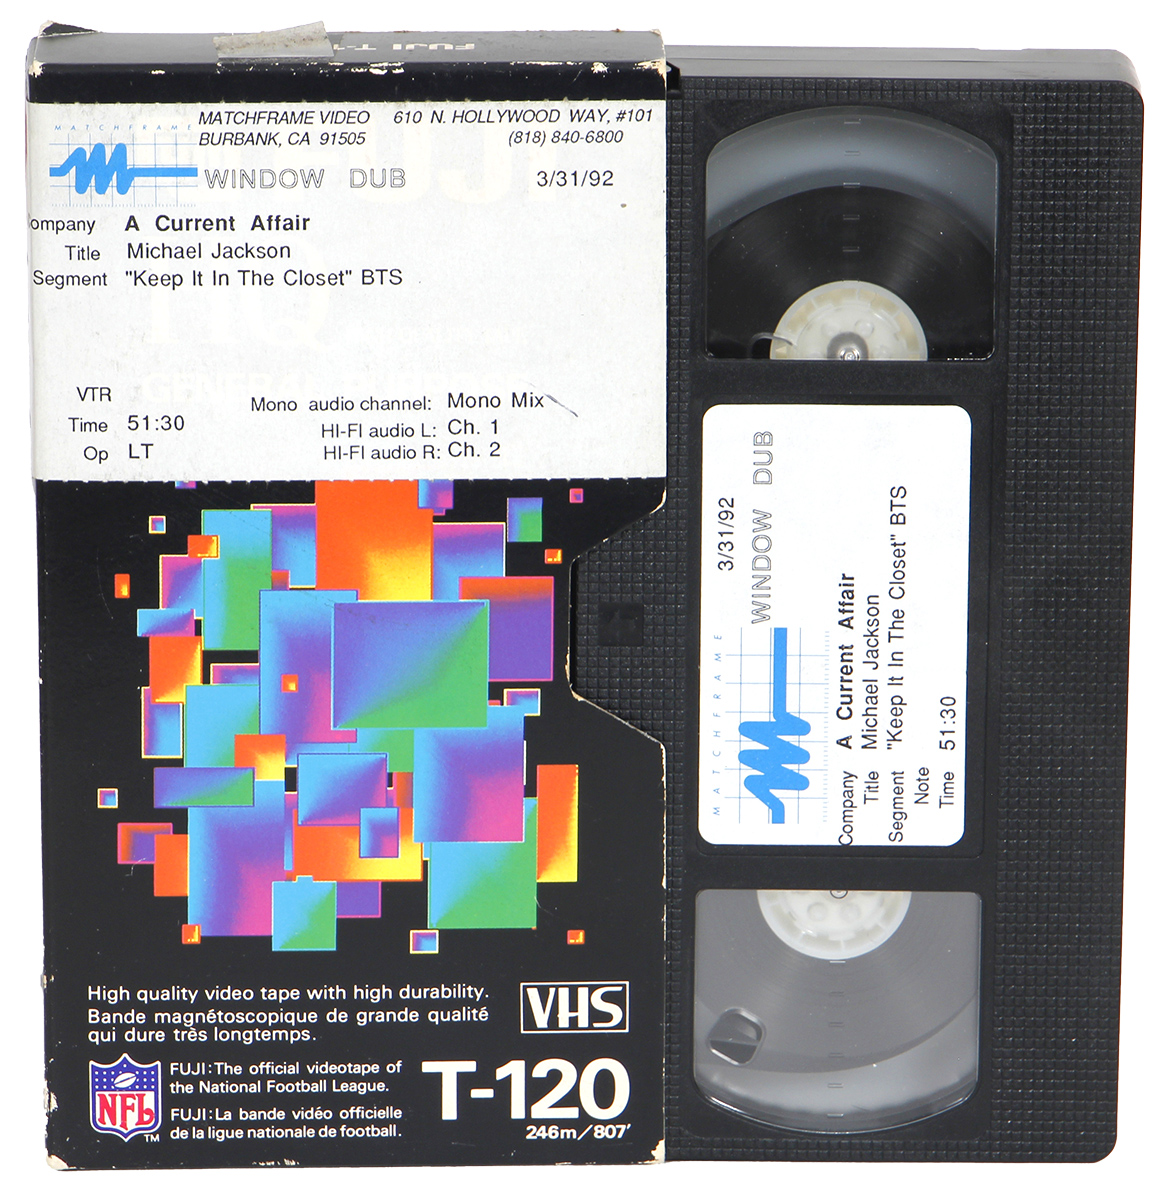 FUJI T-1
MATCHFRAME
MATCHFRAME VIDEO 610 N. HOLLYWOOD WAY, #101
BURBANK, CA 91505 (818) 840-6800
WINDOW DUB 3/31/92
ompany A Current Affair
Title Michael Jackson
Segment "Keep It In The Closet" BTS
VTR
Time 51:30
Op LT
Mono audio channel: Mono Mix
HI-FI audio L: Ch. 1
HI-FI audio R: Ch. 2
High quality video tape with high durability.
Bande magnétoscopique de grande qualité
qui dure très longtemps.
VHS
NFL
TM
FUJI: The official videotape of
the National Football League.
FUJI: La bande vidéo officielle
de la ligue nationale de football.
T-120
246m/807'
MATCHFRAME
3/31/92
WINDOW DUB
Company A Current Affair
Title Michael Jackson
Segment "Keep It In The Closet" BTS
Note
Time 51:30